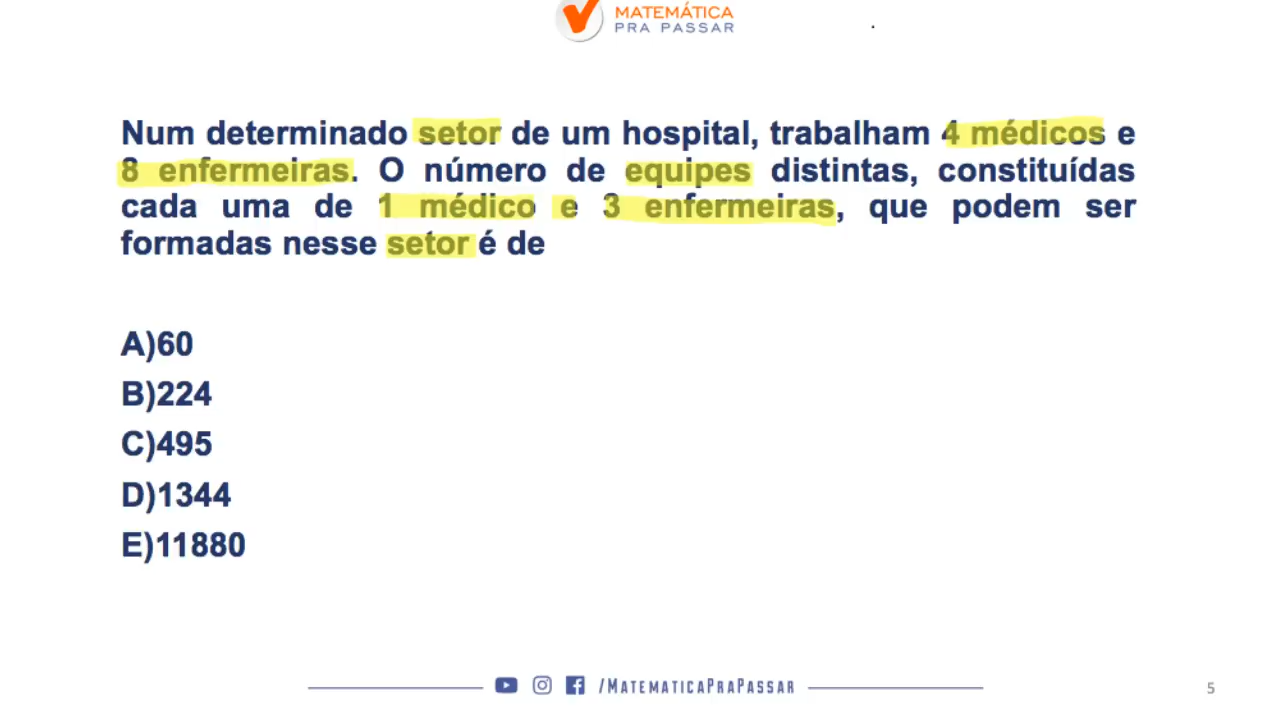 MATEMÁTICA
PRA PASSAR
Num determinado setor de um hospital, trabalham 4 médicos e
8 enfermeiras. O número de equipes distintas, constituídas
cada uma de 1 médico e 3 enfermeiras, que podem ser
formadas nesse setor é de
A)60
B)224
C)495
D)1344
E)11880
/MATEMATICAPRAPASSAR
5